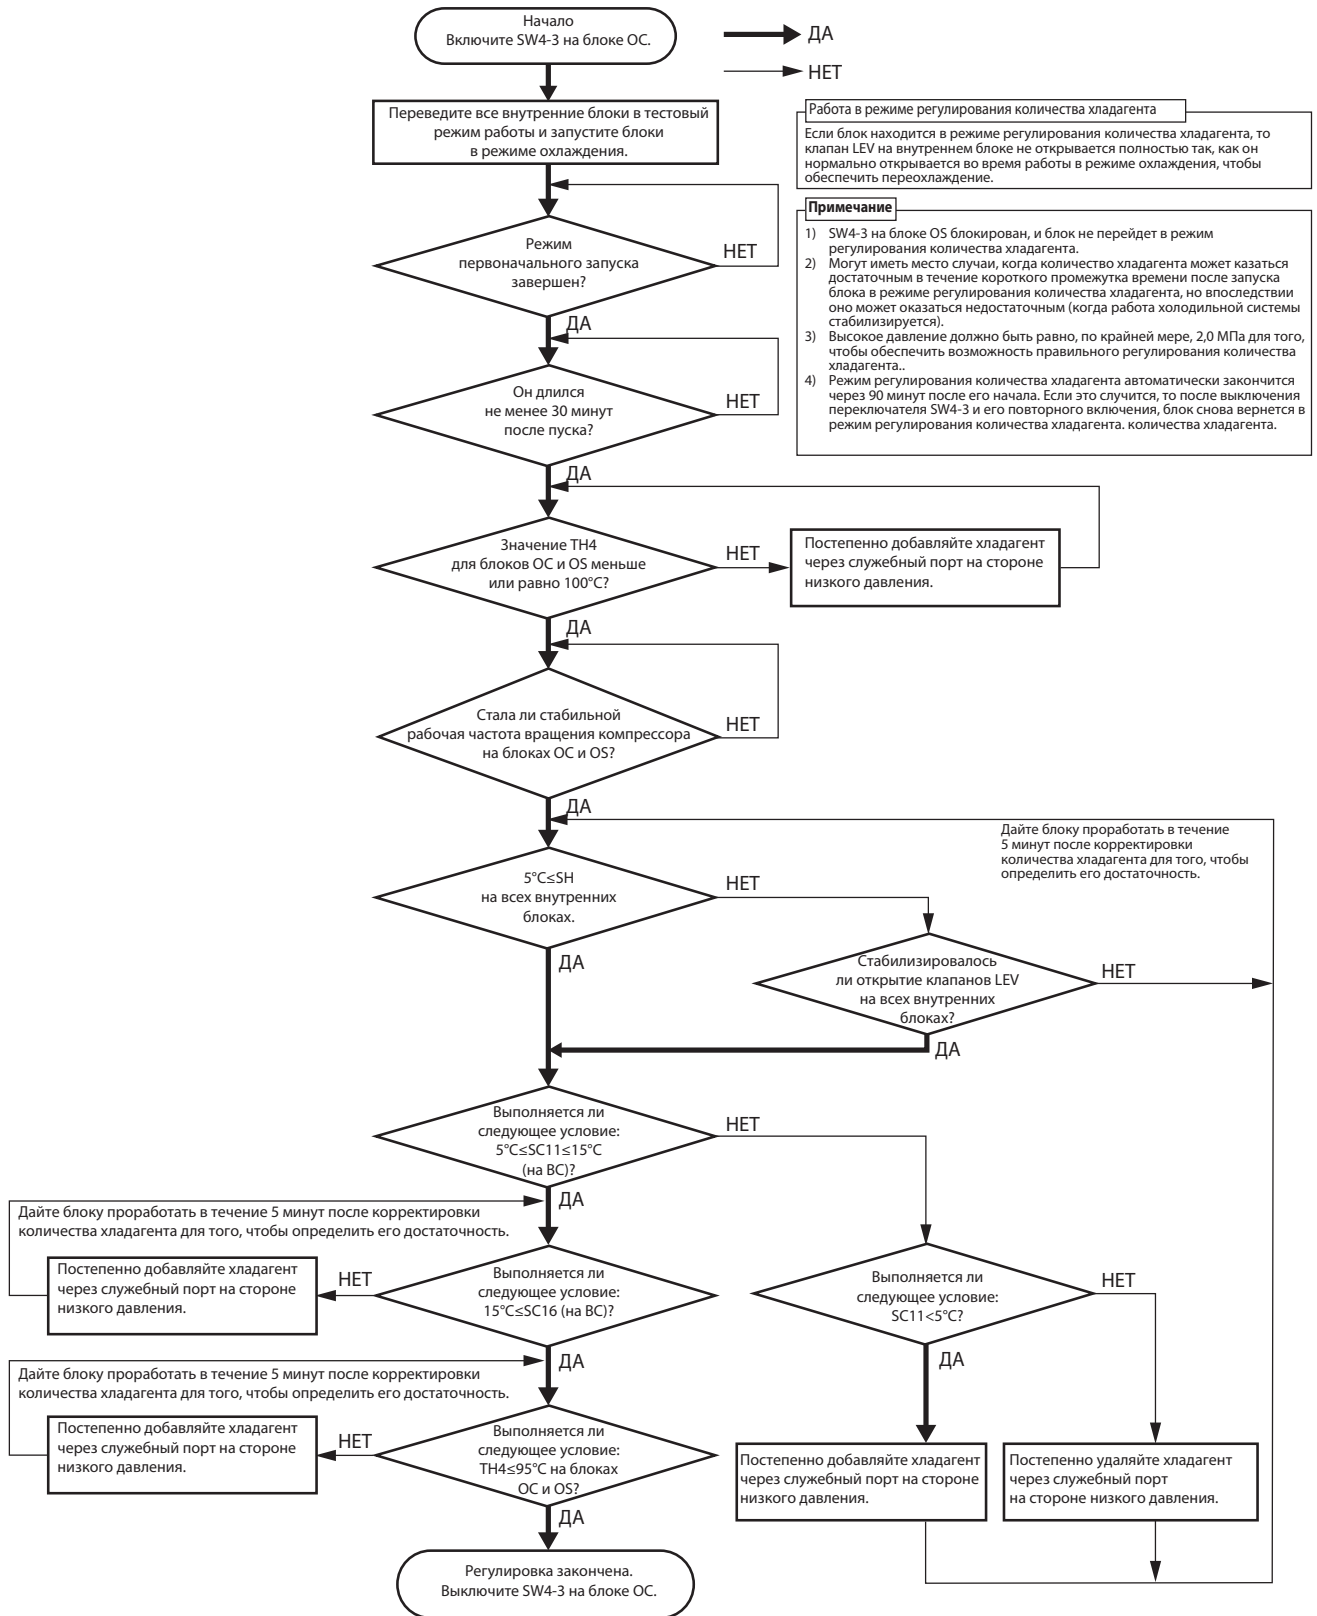 Начало
Включите SW4-3 на блоке ОС.
ДА
НЕТ
Переведите все внутренние блоки в тестовый
режим работы и запустите блоки
в режиме охлаждения.
Работа в режиме регулирования количества хладагента
Если блок находится в режиме регулирования количества хладагента, то
клапан LEV на внутреннем блоке не открывается полностью так, как он
нормально открывается во время работы в режиме охлаждения, чтобы
обеспечить переохлаждение.
Примечание
1) SW4-3 на блоке OS блокирован, и блок не перейдет в режим
регулирования количества хладагента.
2) Могут иметь место случаи, когда количество хладагента может казаться
достаточным в течение короткого промежутка времени после запуска
блока в режиме регулирования количества хладагента, но впоследствии
оно может оказаться недостаточным (когда работа холодильной системы
стабилизируется).
3) Высокое давление должно быть равно, по крайней мере, 2,0 МПа для того,
чтобы обеспечить возможность правильного регулирования количества
хладагента..
4) Режим регулирования количества хладагента автоматически закончится
через 90 минут после его начала. Если это случится, то после выключения
переключателя SW4-3 и его повторного включения, блок снова вернется в
режим регулирования количества хладагента. количества хладагента.
Режим
первоначального запуска
завершен?
НЕТ
ДА
Он длился
не менее 30 минут
после пуска?
НЕТ
ДА
Значение TH4
для блоков ОС и OS меньше
или равно 100°C?
НЕТ
Постепенно добавляйте хладагент
через служебный порт на стороне
низкого давления.
ДА
Стала ли стабильной
рабочая частота вращения компрессора
на блоках ОС и OS?
НЕТ
ДА
Дайте блоку проработать в течение
5 минут после корректировки
количества хладагента для того, чтобы
определить его достаточность.
5°C≤SH
на всех внутренних
блоках.
НЕТ
ДА
Стабилизировалось
ли открытие клапанов LEV
на всех внутренних
блоках?
НЕТ
ДА
Выполняется ли
следующее условие:
5°C≤SC11≤15°C
(на ВС)?
НЕТ
ДА
Дайте блоку проработать в течение 5 минут после корректировки
количества хладагента для того, чтобы определить его достаточность.
Постепенно добавляйте хладагент
через служебный порт на стороне
низкого давления.
НЕТ
Выполняется ли
следующее условие:
15°C≤SC16 (на ВС)?
Выполняется ли
следующее условие:
SC11<5°C?
НЕТ
ДА
ДА
Дайте блоку проработать в течение 5 минут после корректировки
количества хладагента для того, чтобы определить его достаточность.
Постепенно добавляйте хладагент
через служебный порт на стороне
низкого давления.
НЕТ
Выполняется ли
следующее условие:
TH4≤95°C на блоках
ОС и OS?
Постепенно добавляйте хладагент
через служебный порт на стороне
низкого давления.
Постепенно удаляйте хладагент
через служебный порт
на стороне низкого давления.
ДА
Регулировка закончена.
Выключите SW4-3 на блоке ОС.